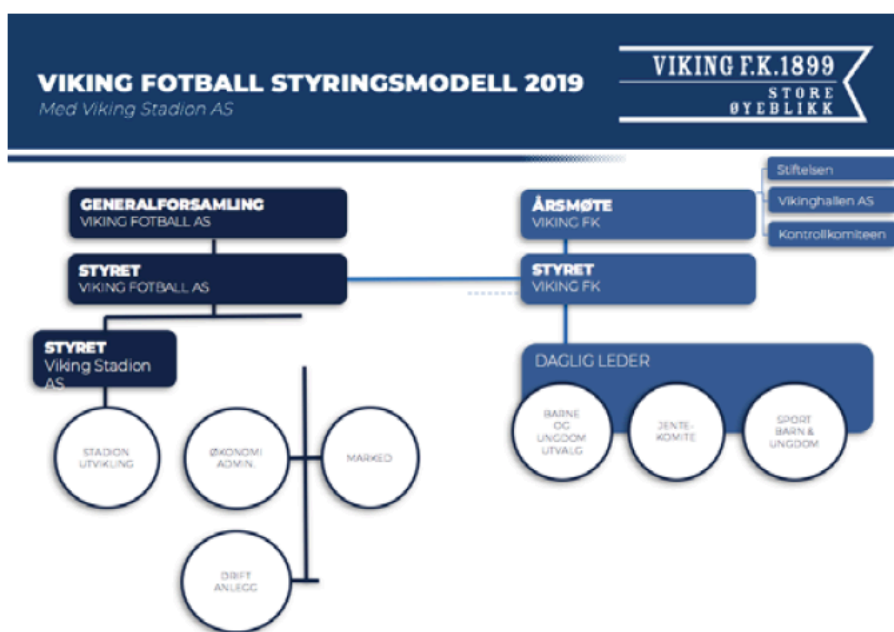 VIKING FOTBALL STYRINGSMODELL 2019
Med Viking Stadion AS
VIKING F.K.1899
STORE
ØYEBLIKK
GENERALFORSAMLING
VIKING FOTBALL AS
STYRET
VIKING FOTBALL AS
STYRET
Viking Stadion
AS
STADION
UTVIKLING
ØKONOMI
ADMIN.
MARKED
DRIFT
ANLEGG
ÅRSMØTE
VIKING FK
Stiftelsen
Vikinghallen AS
Kontrollkomiteen
STYRET
VIKING FK
DAGLIG LEDER
BARNE
OG
UNGDOM
UTVALG
JENTE-
KOMITE
SPORT
BARN &
UNGDOM